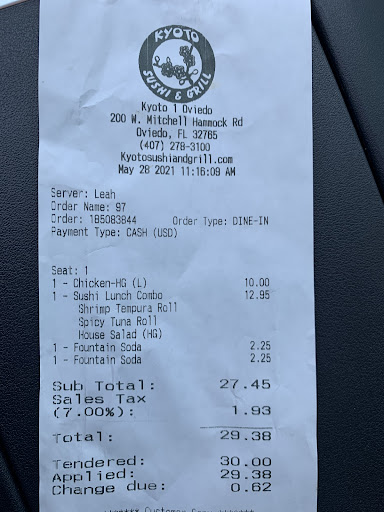 KYOTO
SUSHI & GRILL
Kyoto 1 Oviedo
200 W. Mitchell Hammock Rd
Oviedo, FL 32765
(407) 278-3100
Kyotosushiandgrill.com
May 28 2021 11:16:09 AM
Server: Leah
Order Name: 97
Order: 185083844 Order Type: DINE-IN
Payment Type: CASH (USD)
Seat: 1
1 - Chicken-HG (L) 10.00
1 - Sushi Lunch Combo 12.95
Shrimp Tempura Roll
Spicy Tuna Roll
House Salad (HG)
1 - Fountain Soda 2.25
1 - Fountain Soda 2.25
Sub Total: 27.45
Sales Tax
(7.00%): 1.93
Total: 29.38
Tendered: 30.00
Applied: 29.38
Change due: 0.62